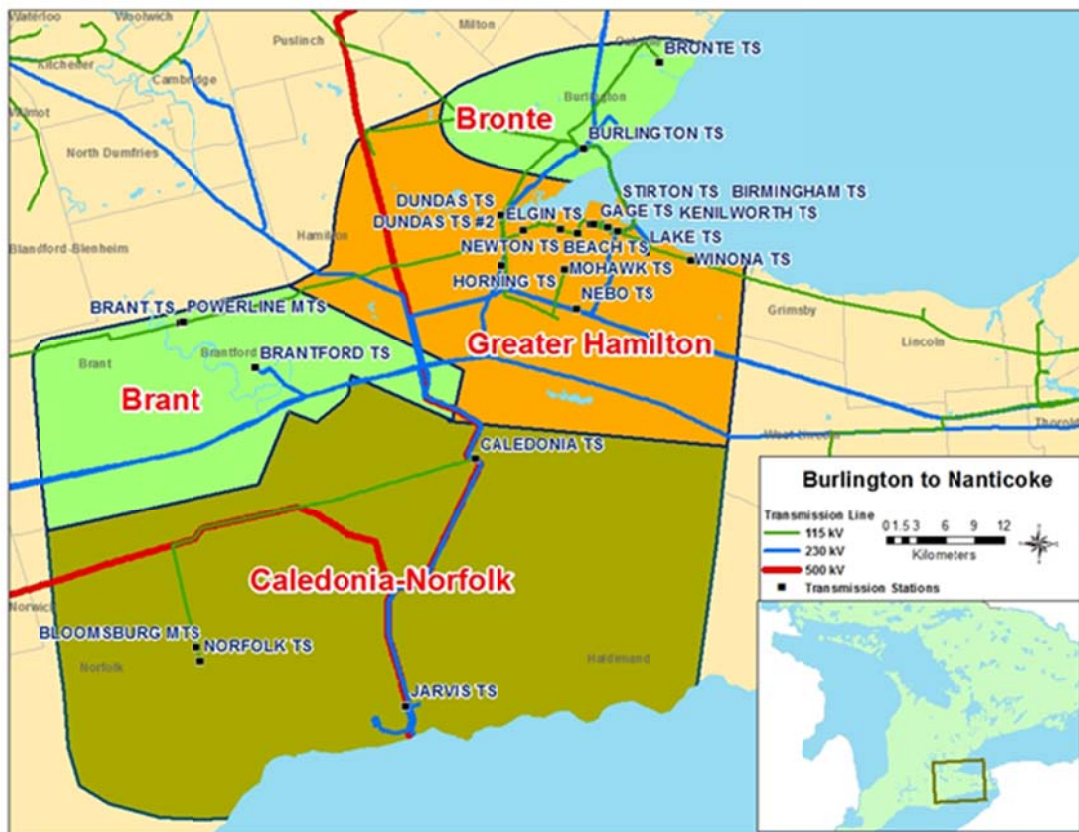 Waterloo
Woolwich
Milton
Puslinch
BRONTE TS
Kitchener
Cambridge
Burlington
Wilmot
Bronte
BURLINGTON TS
North Dumfries
DUNDAS TS
STIRTON TS BIRMINGHAM TS
DUNDAS TS #2
ELGIN TS
GAGE TS
KENILWORTH TS
Hamilton
Blandford-Blenheim
NEWTON TS
BEACH TS
LAKE TS
HORNING TS
MOHAWK TS
WINONA TS
BRANT TS
POWERLINE MTS
NEBO TS
Grimsby
Brant
Brantford
BRANTFORD TS
Greater Hamilton
Lincoln
Brant
West Lincoln
Thorold
CALEDONIA TS
Burlington to Nanticoke
Transmission Line
115 kV
230 kV
500 kV
Transmission Stations
0 1.5 3 6 9 12
Kilometers
Caledonia-Norfolk
Norwich
BLOOMSBURG MTS
NORFOLK TS
Norfolk
Haldimand
JARVIS TS